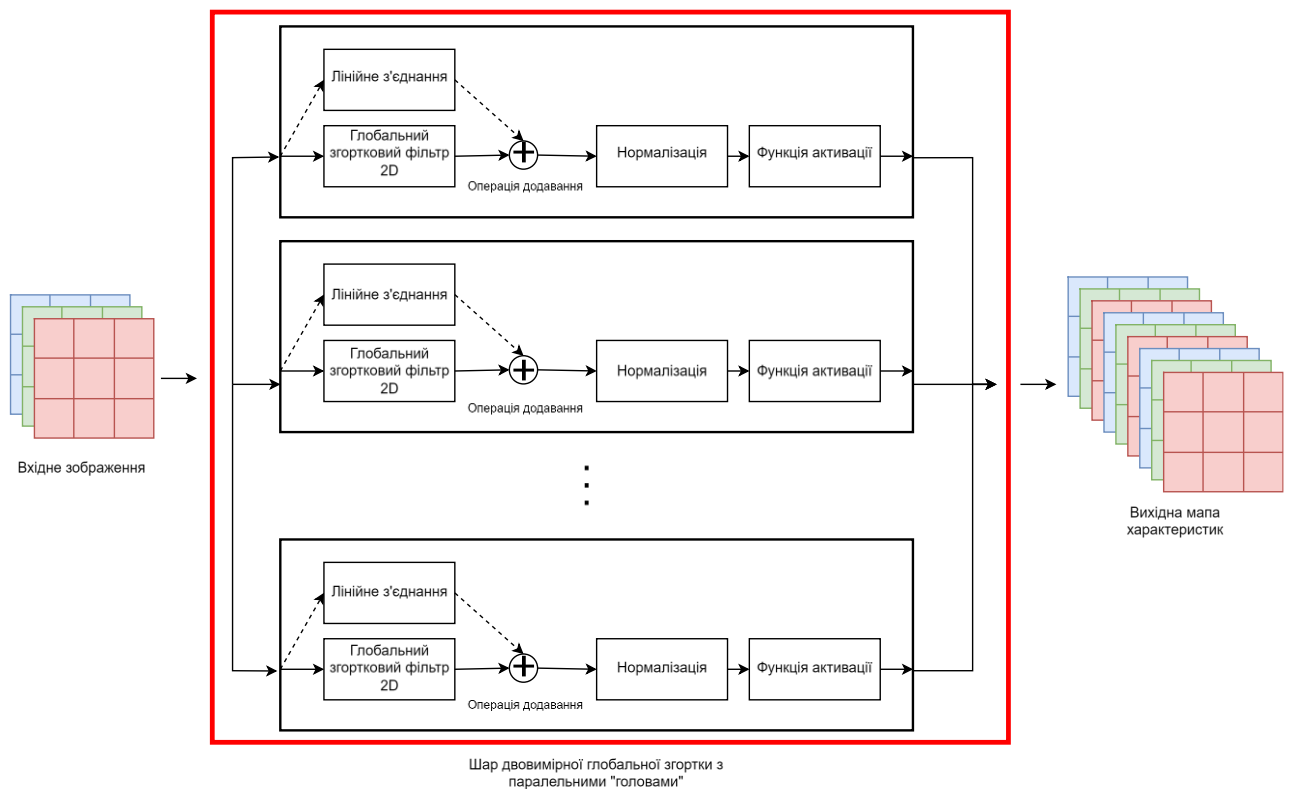 Лінійне з'єднання
Глобальний
згортковий фільтр
2D
Операція додавання
Нормалізація
Функція активації
Лінійне з'єднання
Глобальний
згортковий фільтр
2D
Операція додавання
Нормалізація
Функція активації
Вхідне зображення
Вихідна мапа
характеристик
Лінійне з'єднання
Глобальний
згортковий фільтр
2D
Операція додавання
Нормалізація
Функція активації
Шар двовимірної глобальної згортки з
паралельними "головами"